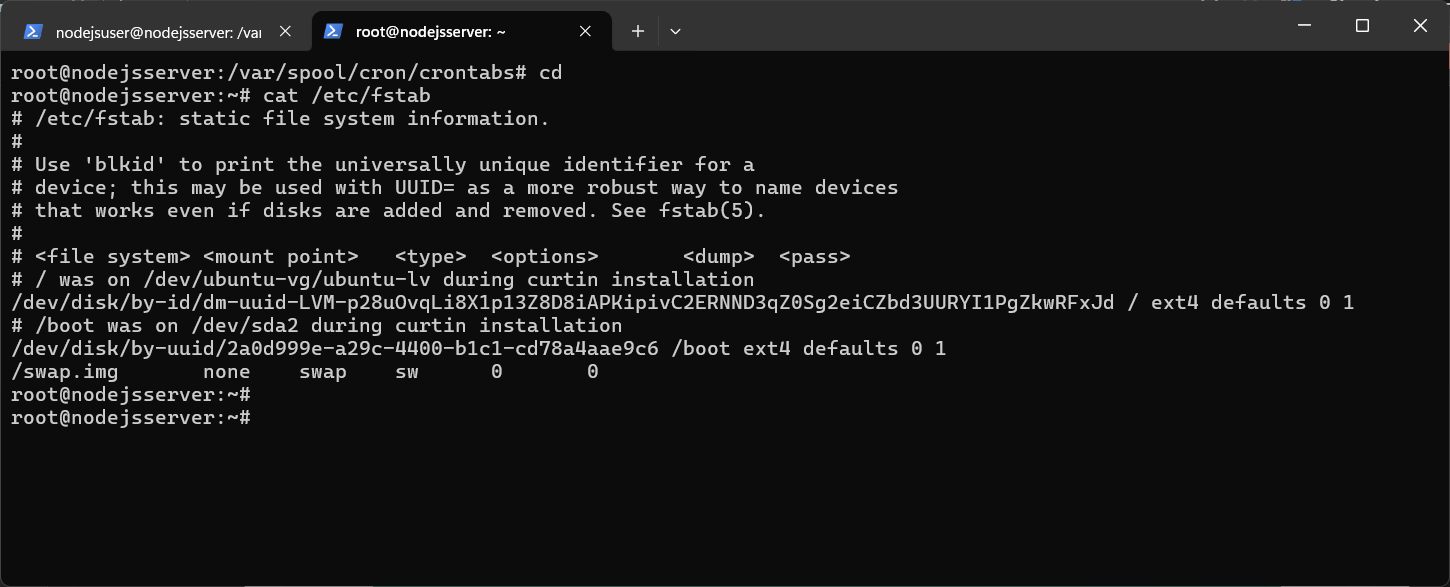 nodejsuser@nodejsserver: /var
root@nodejsserver: ~
root@nodejsserver:/var/spool/cron/crontabs# cd
root@nodejsserver:~# cat /etc/fstab
# /etc/fstab: static file system information.
#
# Use 'blkid' to print the universally unique identifier for a
# device; this may be used with UUID= as a more robust way to name devices
# that works even if disks are added and removed. See fstab(5).
#
# <file system> <mount point>   <type>  <options>       <dump>  <pass>
# / was on /dev/ubuntu-vg/ubuntu-lv during curtin installation
/dev/disk/by-id/dm-uuid-LVM-p28uOvqLi8X1p13Z8D8iAPKipivC2ERNND3qZ0Sg2eiCZbd3UURYI1PgZkwRFxJd / ext4 defaults 0 1
# /boot was on /dev/sda2 during curtin installation
/dev/disk/by-uuid/2a0d999e-a29c-4400-b1c1-cd78a4aae9c6 /boot ext4 defaults 0 1
/swap.img       none    swap    sw      0       0
root@nodejsserver:~#
root@nodejsserver:~#